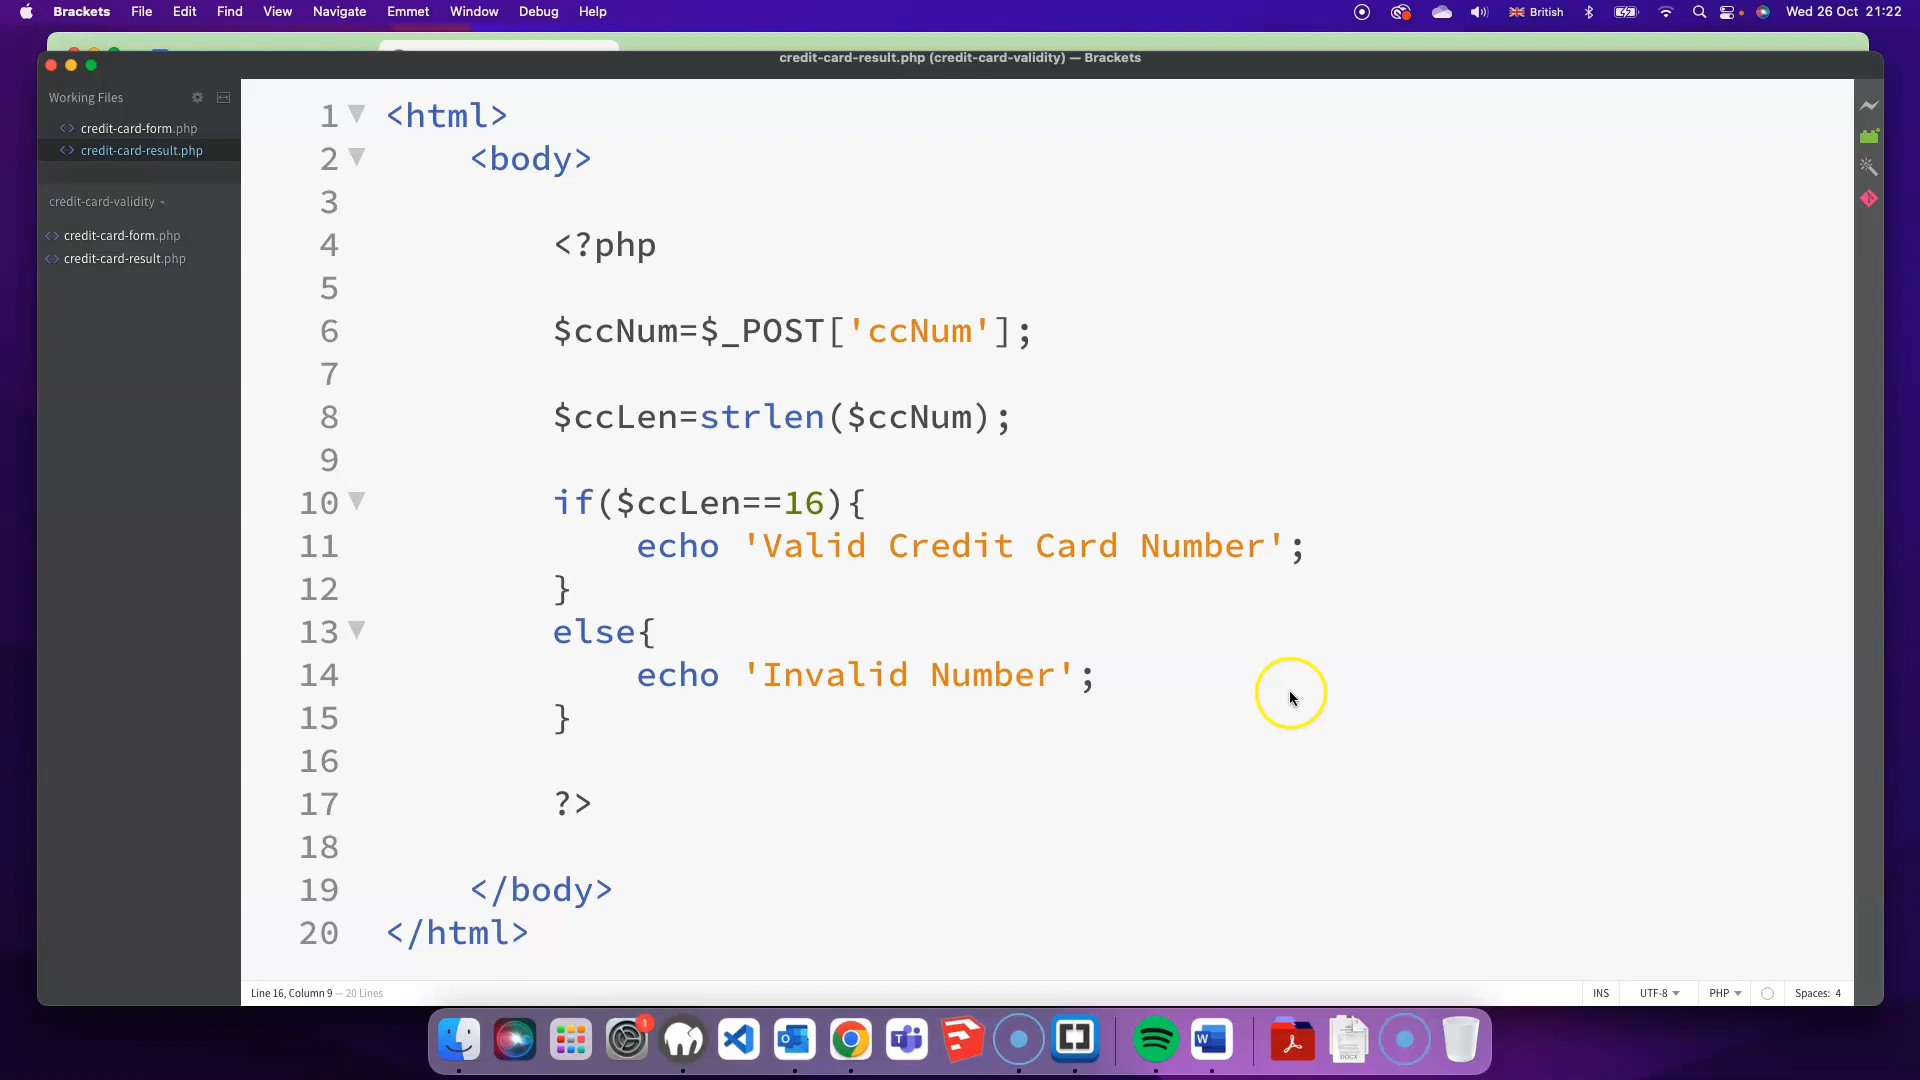 Brackets File Edit Find View Navigate Emmet Window Debug Help British Wed 26 Oct 21:22
credit-card-result.php (credit-card-validity) — Brackets
Working Files
credit-card-form.php
credit-card-result.php
credit-card-validity
credit-card-form.php
credit-card-result.php
1 <html>
2 <body>
3
4 <?php
5
6 $ccNum=$_POST['ccNum'];
7
8 $ccLen=strlen($ccNum);
9
10 if($ccLen==16){
11 echo 'Valid Credit Card Number';
12 }
13 else{
14 echo 'Invalid Number';
15 }
16
17 ?>
18
19 </body>
20 </html>
Line 16, Column 9 — 20 Lines INS UTF-8 PHP Spaces: 4
1
W
DOCX